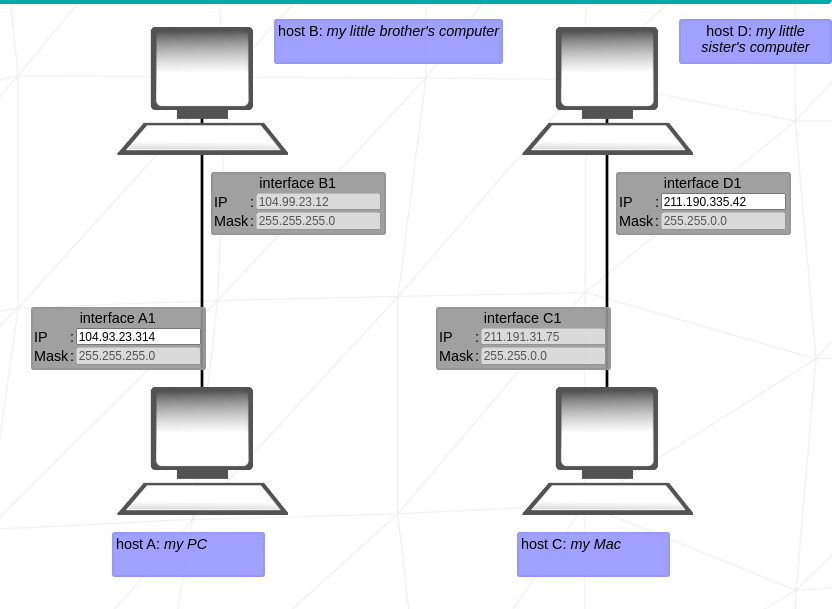 host B: my little brother's computer
host D: my little
sister's computer
interface B1
IP : 104.99.23.12
Mask : 255.255.255.0
interface D1
IP : 211.190.335.42
Mask : 255.255.0.0
interface A1
IP : 104.93.23.314
Mask : 255.255.255.0
interface C1
IP : 211.191.31.75
Mask : 255.255.0.0
host A: my PC
host C: my Mac